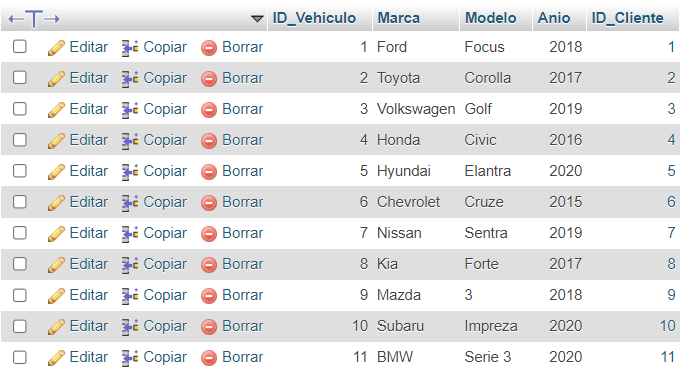 ID_Vehiculo Marca Modelo Anio ID_Cliente
Editar Copiar Borrar 1 Ford Focus 2018 1
Editar Copiar Borrar 2 Toyota Corolla 2017 2
Editar Copiar Borrar 3 Volkswagen Golf 2019 3
Editar Copiar Borrar 4 Honda Civic 2016 4
Editar Copiar Borrar 5 Hyundai Elantra 2020 5
Editar Copiar Borrar 6 Chevrolet Cruze 2015 6
Editar Copiar Borrar 7 Nissan Sentra 2019 7
Editar Copiar Borrar 8 Kia Forte 2017 8
Editar Copiar Borrar 9 Mazda 3 2018 9
Editar Copiar Borrar 10 Subaru Impreza 2020 10
Editar Copiar Borrar 11 BMW Serie 3 2020 11